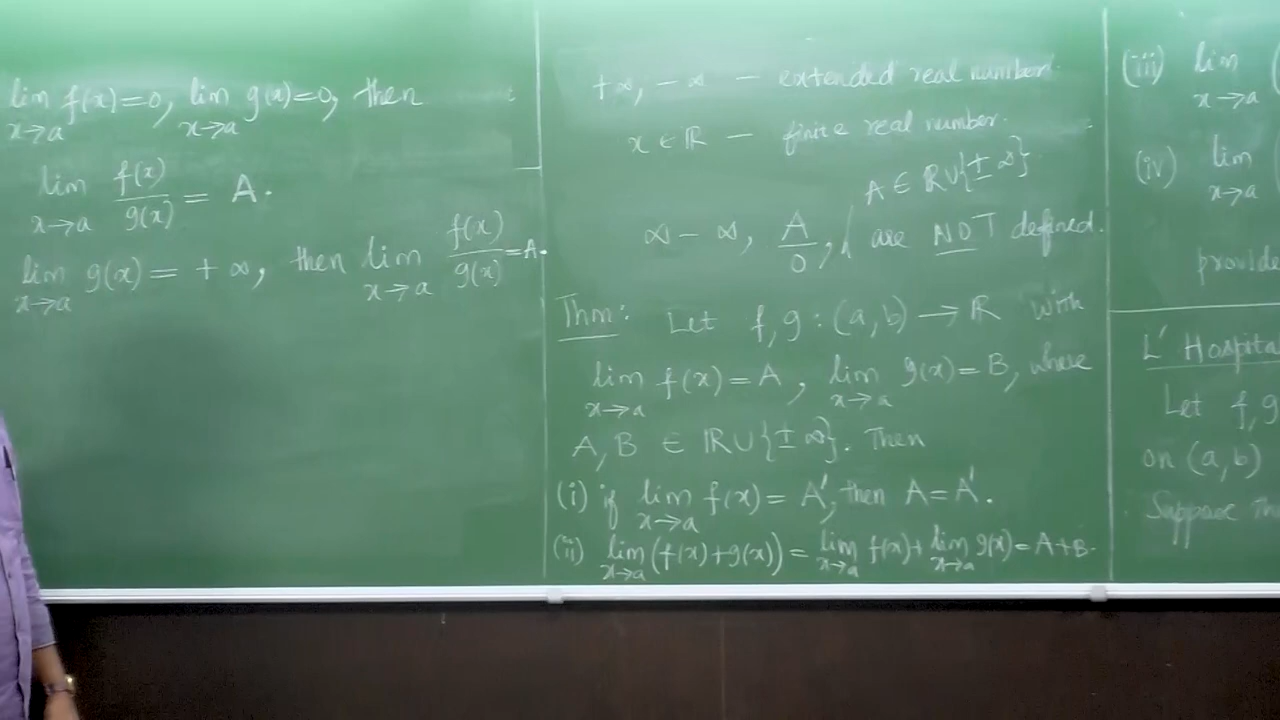 lim f(x)=0, lim g(x)=0, then
x→a x→a
lim f(x)/g(x) = A.
x→a
lim g(x) = +∞, then lim f(x)/g(x) = A.
x→a x→a
+∞, -∞ — extended real number.
x ∈ ℝ — finite real number.
A ∈ ℝ∪{±∞}
∞ - ∞, A/0, are NOT defined.
Thm: Let f, g : (a, b) → ℝ with
lim f(x) = A, lim g(x) = B, where
x→a x→a
A, B ∈ ℝ∪{±∞}. Then
(i) if lim f(x) = A', then A = A'.
x→a
(ii) lim (f(x)+g(x)) = lim f(x) + lim g(x) = A+B.
x→a x→a x→a
(iii) lim (
x→a
(iv) lim (
x→a
provide
L' Hospita
Let f, g
on (a, b)
Suppose th